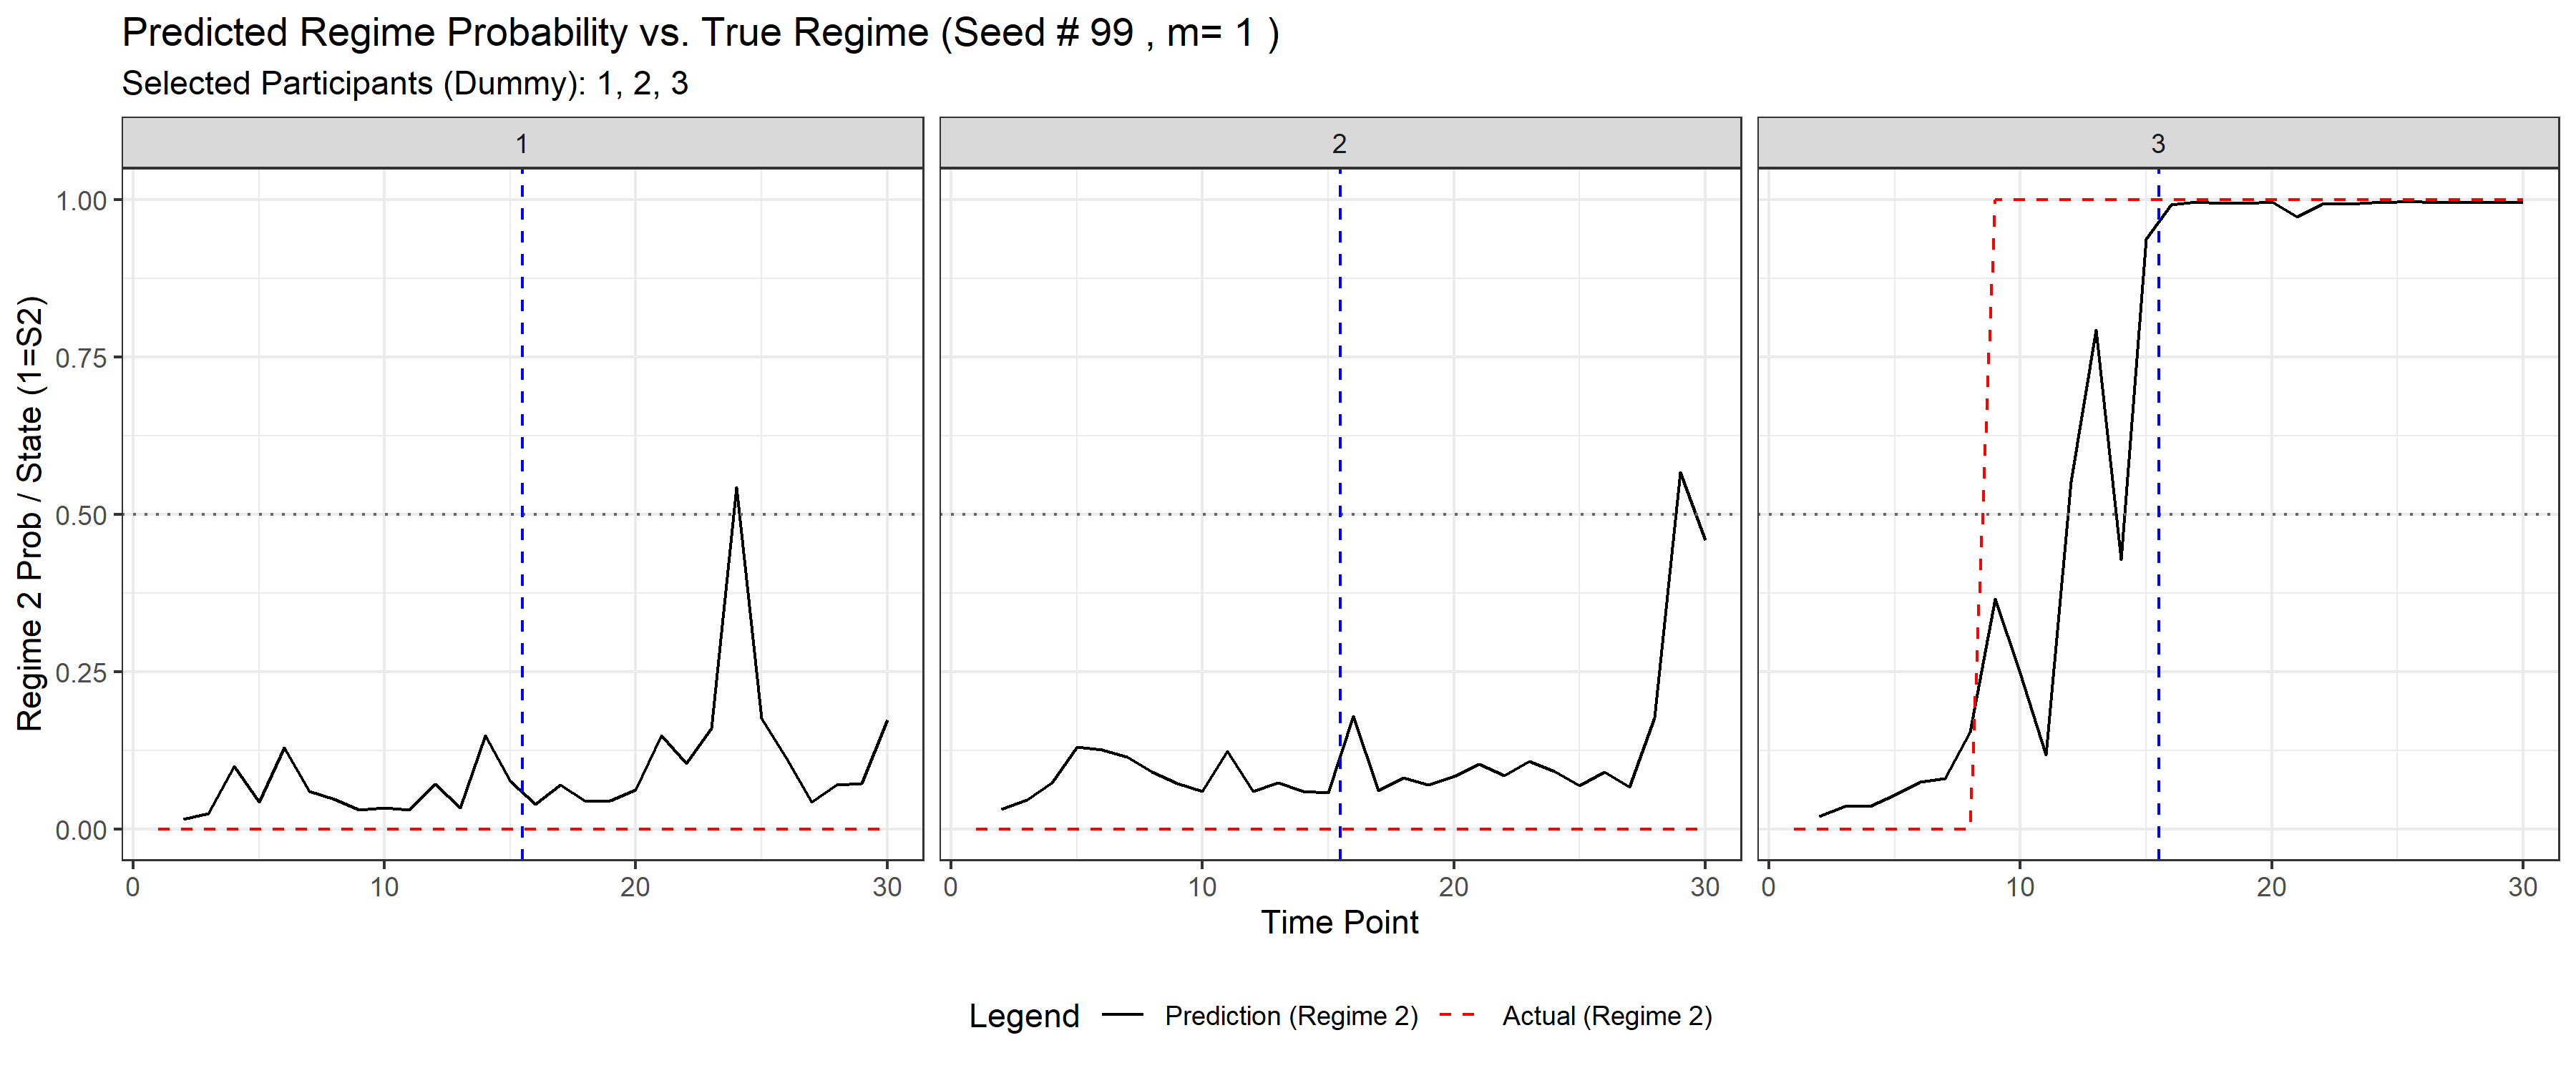 Predicted Regime Probability vs. True Regime (Seed # 99 , m= 1 )
Selected Participants (Dummy): 1, 2, 3
1
2
3
Regime 2 Prob / State (1=S2)
1.00
0.75
0.50
0.25
0.00
0 10 20 30
0 10 20 30
0 10 20 30
Time Point
Legend Prediction (Regime 2) Actual (Regime 2)